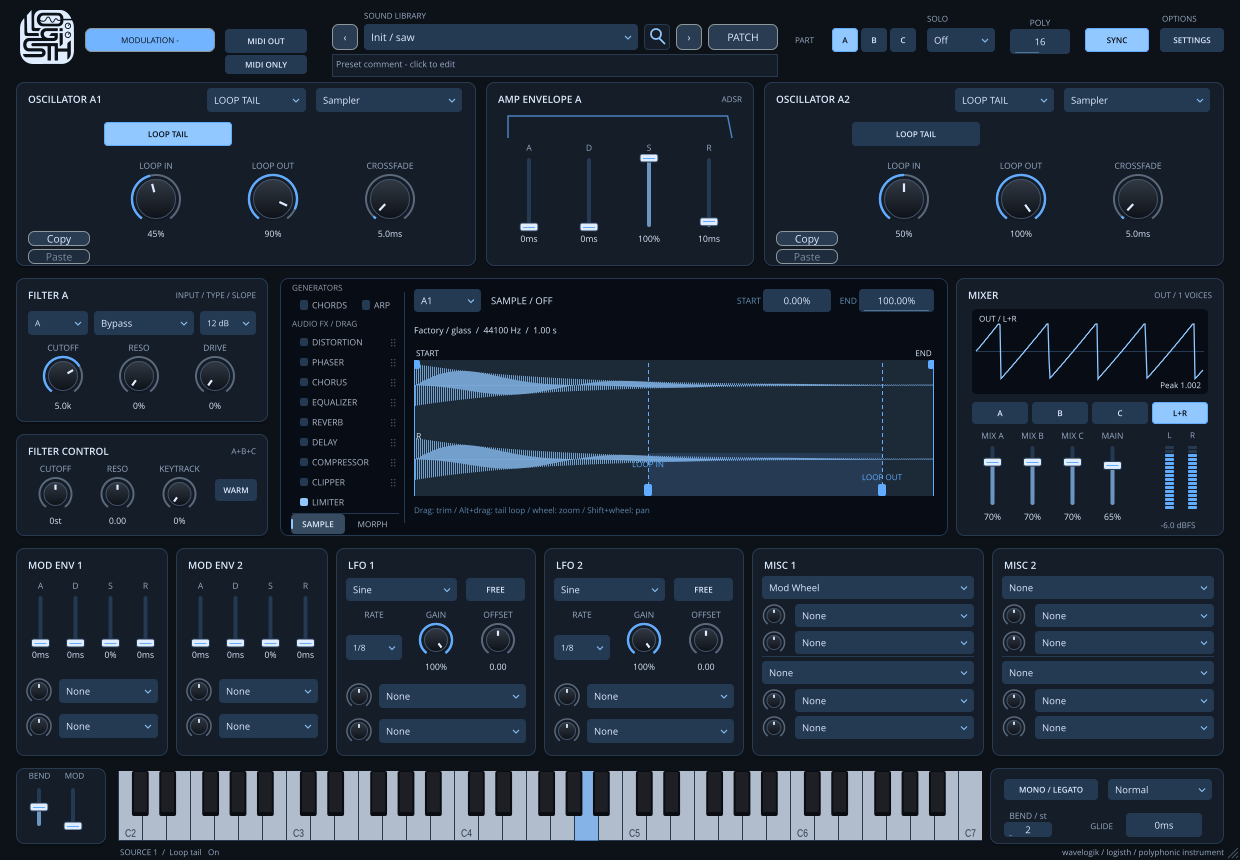 LOGISTH
MODULATION -
MIDI OUT
MIDI ONLY
SOUND LIBRARY
‹
Init / saw
›
PATCH
Preset comment - click to edit
PART
A
B
C
SOLO
Off
POLY
16
SYNC
OPTIONS
SETTINGS
OSCILLATOR A1
LOOP TAIL
Sampler
LOOP TAIL
LOOP IN
LOOP OUT
CROSSFADE
45%
90%
5.0ms
Copy
Paste
AMP ENVELOPE A
ADSR
A
D
S
R
0ms
0ms
100%
10ms
OSCILLATOR A2
LOOP TAIL
Sampler
LOOP TAIL
LOOP IN
LOOP OUT
CROSSFADE
50%
100%
5.0ms
Copy
Paste
FILTER A
INPUT / TYPE / SLOPE
A
Bypass
12 dB
CUTOFF
RESO
DRIVE
5.0k
0%
0%
FILTER CONTROL
A+B+C
CUTOFF
RESO
KEYTRACK
WARM
0st
0.00
0%
GENERATORS
CHORDS
ARP
AUDIO FX / DRAG
DISTORTION
PHASER
CHORUS
EQUALIZER
REVERB
DELAY
COMPRESSOR
CLIPPER
LIMITER
SAMPLE
MORPH
A1
SAMPLE / OFF
START
0.00%
END
100.00%
Factory / glass / 44100 Hz / 1.00 s
START
END
R
LOOP IN
LOOP OUT
Drag: trim / Alt+drag: tail loop / wheel: zoom / Shift+wheel: pan
MIXER
OUT / 1 VOICES
OUT / L+R
Peak 1.002
A
B
C
L+R
MIX A
MIX B
MIX C
MAIN
L
R
70%
70%
70%
65%
-6.0 dBFS
MOD ENV 1
A
D
S
R
0ms
0ms
0%
0ms
None
None
MOD ENV 2
A
D
S
R
0ms
0ms
0%
0ms
None
None
LFO 1
Sine
FREE
RATE
GAIN
OFFSET
1/8
100%
0.00
None
None
LFO 2
Sine
FREE
RATE
GAIN
OFFSET
1/8
100%
0.00
None
None
MISC 1
Mod Wheel
None
None
None
None
None
MISC 2
None
None
None
None
None
None
BEND
MOD
C2
C3
C4
C5
C6
C7
MONO / LEGATO
Normal
BEND / st
2
GLIDE
0ms
SOURCE 1 / Loop tail On
wavelogik / logisth / polyphonic instrument